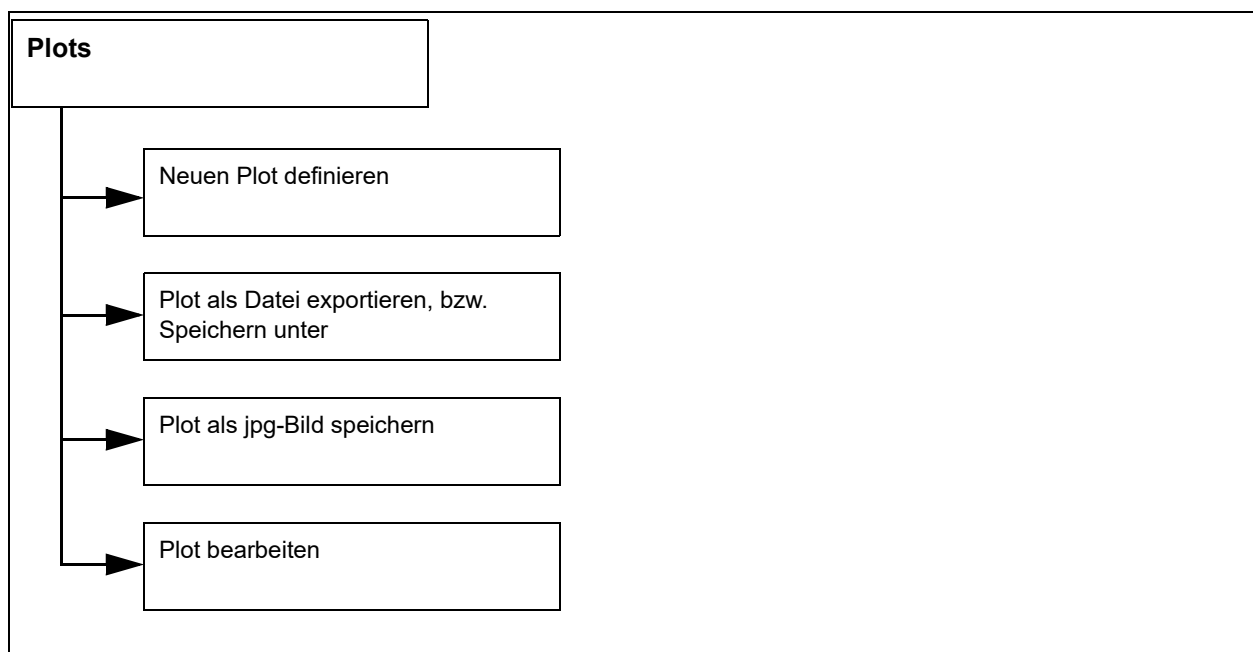 Plots
Neuen Plot definieren
Plot als Datei exportieren, bzw.
Speichern unter
Plot als jpg-Bild speichern
Plot bearbeiten